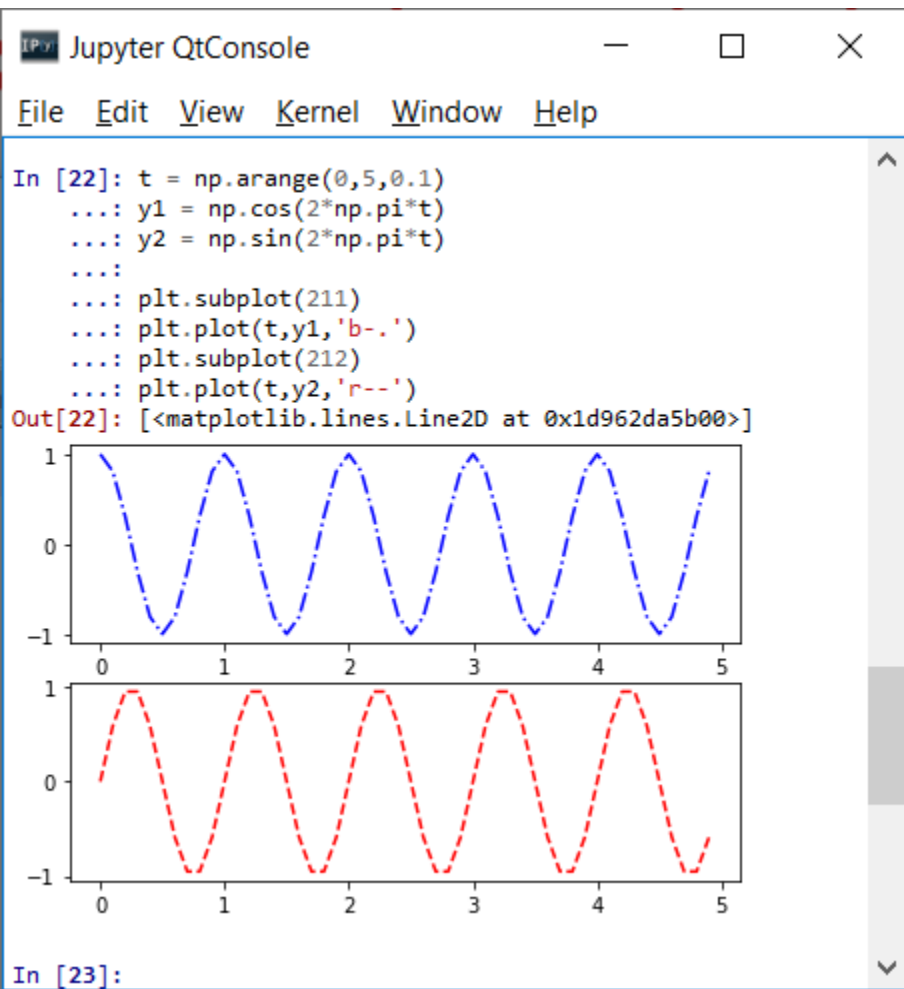 IP[y] Jupyter QtConsole
File Edit View Kernel Window Help
In [22]: t = np.arange(0,5,0.1)
...: y1 = np.cos(2*np.pi*t)
...: y2 = np.sin(2*np.pi*t)
...:
...: plt.subplot(211)
...: plt.plot(t,y1,'b-.')
...: plt.subplot(212)
...: plt.plot(t,y2,'r--')
Out[22]: [<matplotlib.lines.Line2D at 0x1d962da5b00>]
1
0
−1
0 1 2 3 4 5
1
0
−1
0 1 2 3 4 5
In [23]: